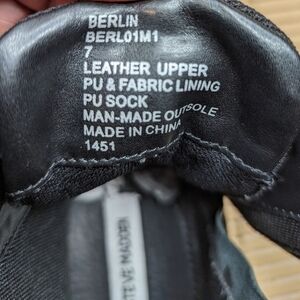 BERLIN
BERL01M1
7
LEATHER UPPER
PU & FABRIC LINING
PU SOCK
MAN-MADE OUTSOLE
MADE IN CHINA
1451
STEVE MADDEN